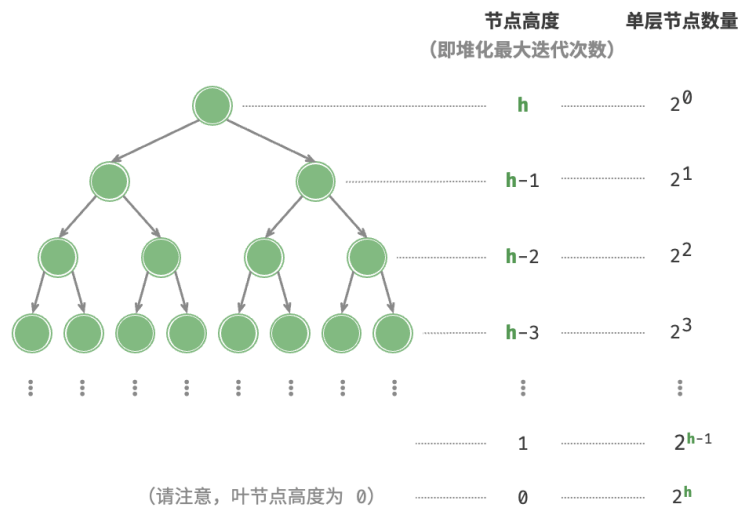 节点高度 单层节点数量
（即堆化最大迭代次数）
h 2^0
h-1 2^1
h-2 2^2
h-3 2^3
1 2^h-1
（请注意，叶节点高度为 0） 0 2^h